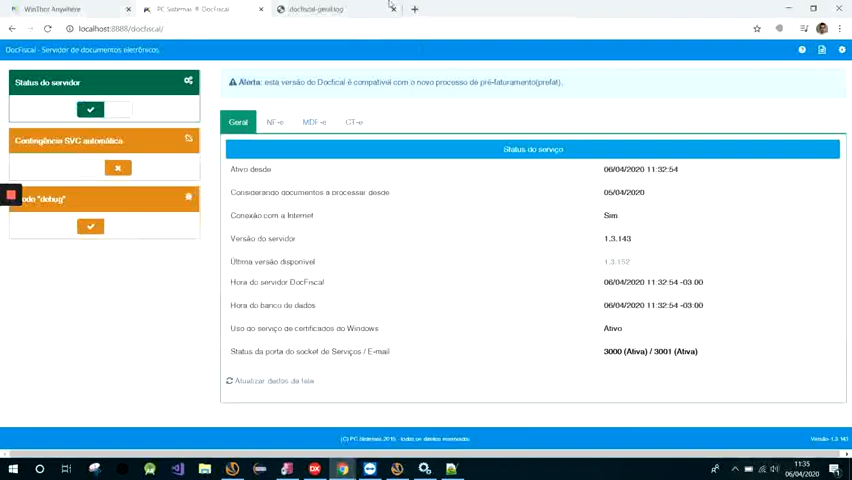 WinThor Anywhere
PC Sistemas ® DocFiscal
docfiscal-gmail.log
localhost:8888/docfiscal/
DocFiscal - Servidor de documentos eletrônicos.
Status do servidor
Alerta: esta versão do Docfiscal é compatível com o novo processo de pré-faturamento(prefat).
Geral NF-e MDF-e CT-e
Contingência SVC automática
Status do serviço
Ativo desde 06/04/2020 11:32:54
Considerando documentos a processar desde 05/04/2020
"debug"
Conexão com a Internet Sim
Versão do servidor 1.3.143
Última versão disponível 1.3.152
Hora do servidor DocFiscal 06/04/2020 11:32:54 -03:00
Hora do banco de dados 06/04/2020 11:32:54 -03:00
Uso do serviço de certificados do Windows Ativo
Status da porta do socket de Serviços / E-mail 3000 (Ativa) / 3001 (Ativa)
Atualizar dados da tela
(C) PC Sistemas 2015 - todos os direitos reservados
Versão 1.3.143
DX
11:35
06/04/2020